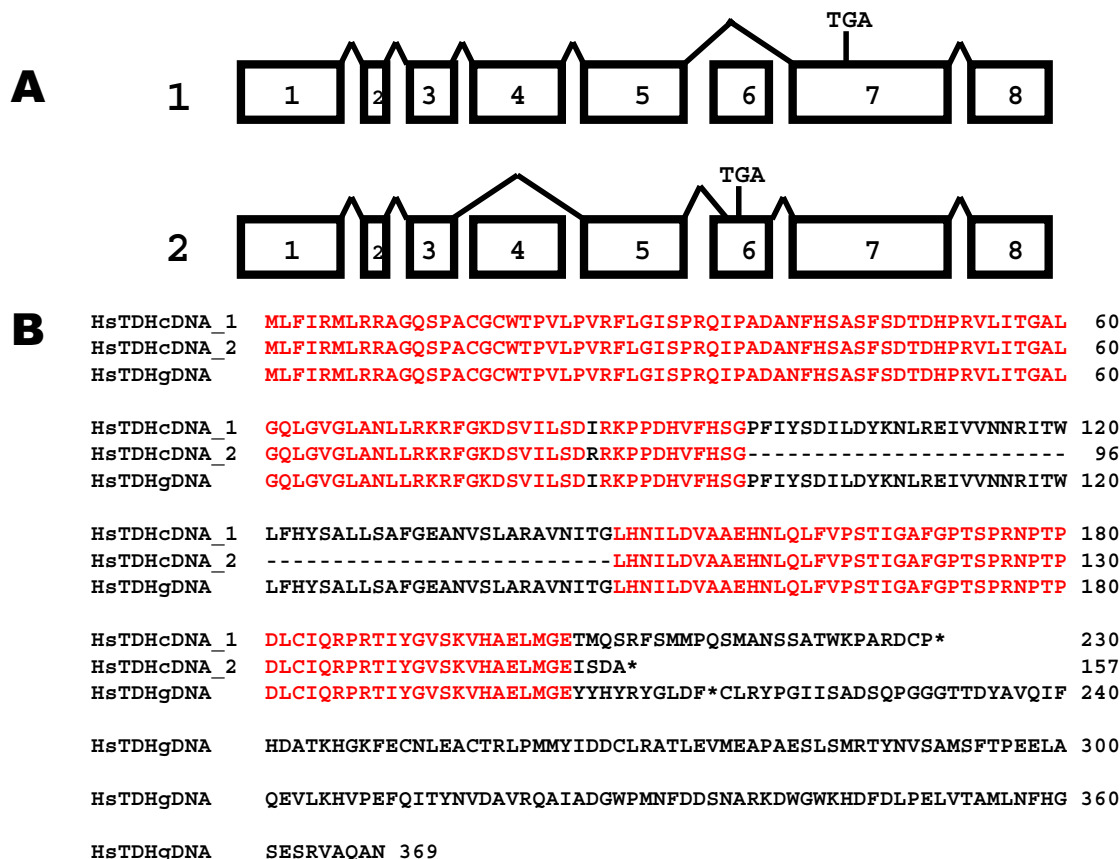 TGA
A 1 1 2 3 4 5 6 7 8
TGA
2 1 2 3 4 5 6 7 8
B
HsTDHcDNA_1 MLFIRMLRRAGQSPACGCWTPVLPVRFLGISPRQIPADANFHSASFSDTDHPRVLITGAL 60
HsTDHcDNA_2 MLFIRMLRRAGQSPACGCWTPVLPVRFLGISPRQIPADANFHSASFSDTDHPRVLITGAL 60
HsTDHgDNA MLFIRMLRRAGQSPACGCWTPVLPVRFLGISPRQIPADANFHSASFSDTDHPRVLITGAL 60
HsTDHcDNA_1 GQLGVGLANLLRKRFGKDSVILSDIRKPPDHVFHSGPFIYSDILDYKNLREIVVNNRITW 120
HsTDHcDNA_2 GQLGVGLANLLRKRFGKDSVILSDRRKPPDHVFHSG------------------------ 96
HsTDHgDNA GQLGVGLANLLRKRFGKDSVILSDIRKPPDHVFHSGPFIYSDILDYKNLREIVVNNRITW 120
HsTDHcDNA_1 LFHYSALLSAFGEANVSLARAVNITGLHNILDVAAEHNLQLFVPSTIGAFGPTSPRNPTP 180
HsTDHcDNA_2 --------------------------LHNILDVAAEHNLQLFVPSTIGAFGPTSPRNPTP 130
HsTDHgDNA LFHYSALLSAFGEANVSLARAVNITGLHNILDVAAEHNLQLFVPSTIGAFGPTSPRNPTP 180
HsTDHcDNA_1 DLCIQRPRTIYGVSKVHAELMGETMQSRFSMMPQSMANSSATWKPARDCP* 230
HsTDHcDNA_2 DLCIQRPRTIYGVSKVHAELMGEISDA* 157
HsTDHgDNA DLCIQRPRTIYGVSKVHAELMGEYYHYRYGLDF*CLRYPGIISADSQPGGGTTDYAVQIF 240
HsTDHgDNA HDATKHGKFECNLEACTRLPMMYIDDCLRATLEVMEAPAESLSMRTYNVSAMSFTPEELA 300
HsTDHgDNA QEVLKHVPEFQITYNVDAVRQAIADGWPMNFDDSNARKDWGWKHDFDLPELVTAMLNFHG 360
HsTDHgDNA SESRVAQAN 369